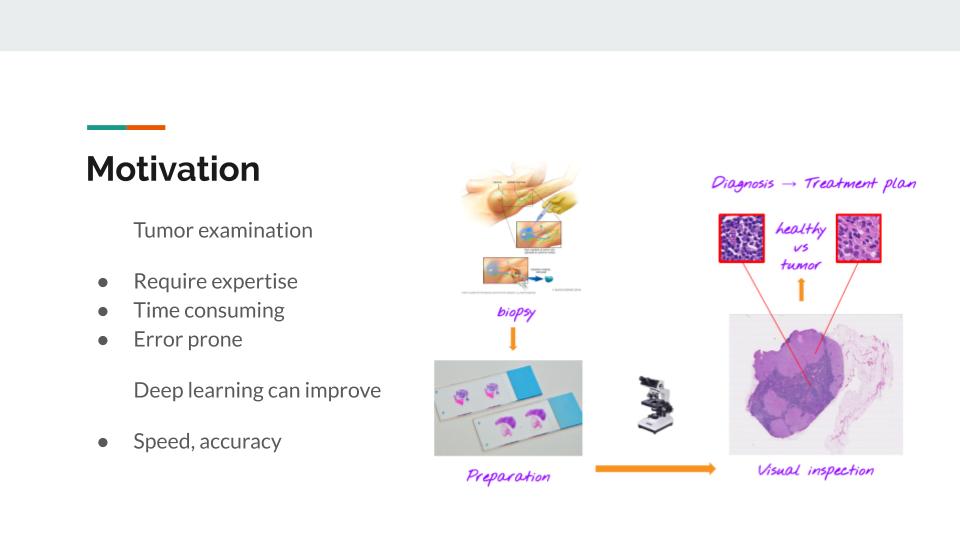 Motivation
Tumor examination
● Require expertise
● Time consuming
● Error prone
Deep learning can improve
● Speed, accuracy
biopsy
Preparation
Visual inspection
healthy
vs
tumor
Diagnosis → Treatment plan